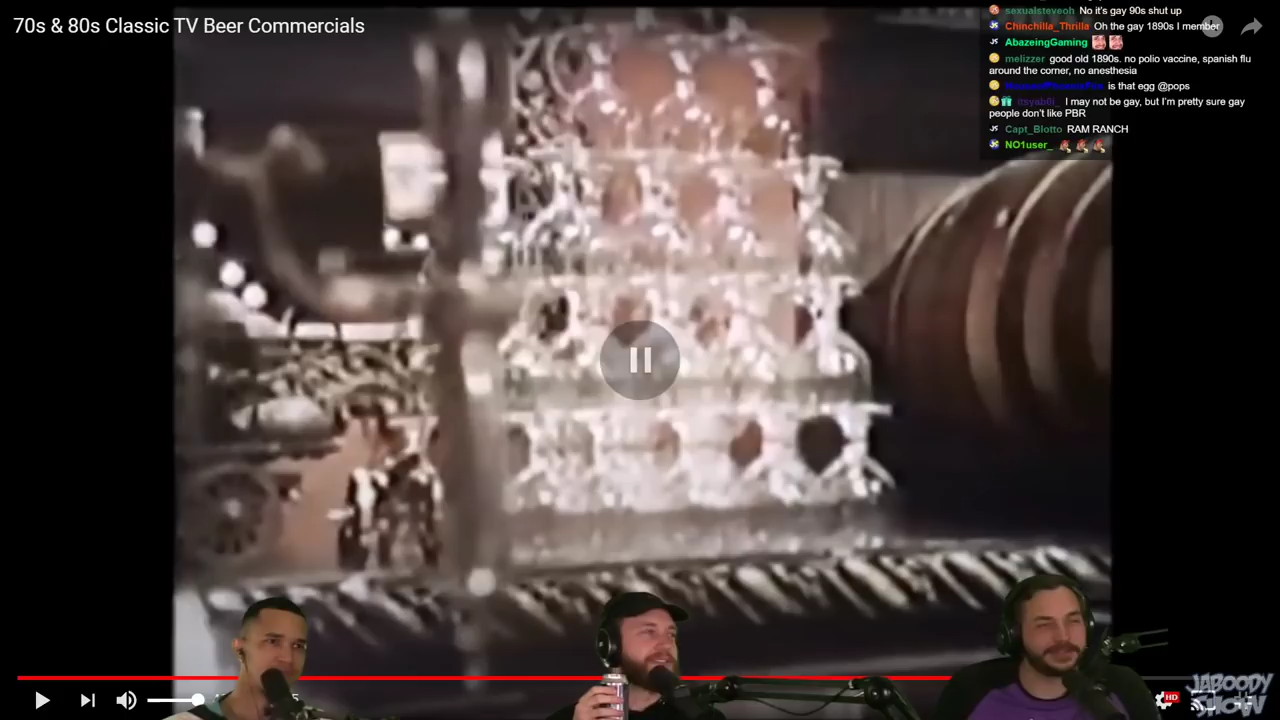 70s & 80s Classic TV Beer Commercials
sexualsteveoh No it's gay 90s shut up
Chinchilla_Thrilla Oh the gay 1890s I member
AbazeingGaming
melizzer good old 1890s. no polio vaccine, spanish flu
around the corner, no anesthesia
is that egg @pops
itsyab0i_ I may not be gay, but I'm pretty sure gay
people don't like PBR
Capt_Blotto RAM RANCH
NO1user_
HD
JABOODY
SHOW